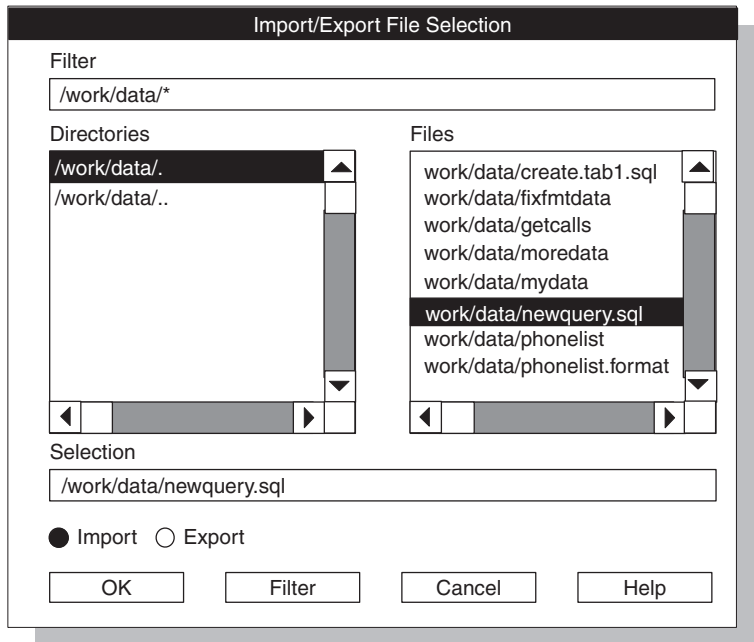 Import/Export File Selection
Filter
/work/data/*
Directories
/work/data/.
/work/data/..
Files
work/data/create.tab1.sql
work/data/fixfmtdata
work/data/getcalls
work/data/moredata
work/data/mydata
work/data/newquery.sql
work/data/phonelist
work/data/phonelist.format
Selection
/work/data/newquery.sql
Import Export
OK Filter Cancel Help